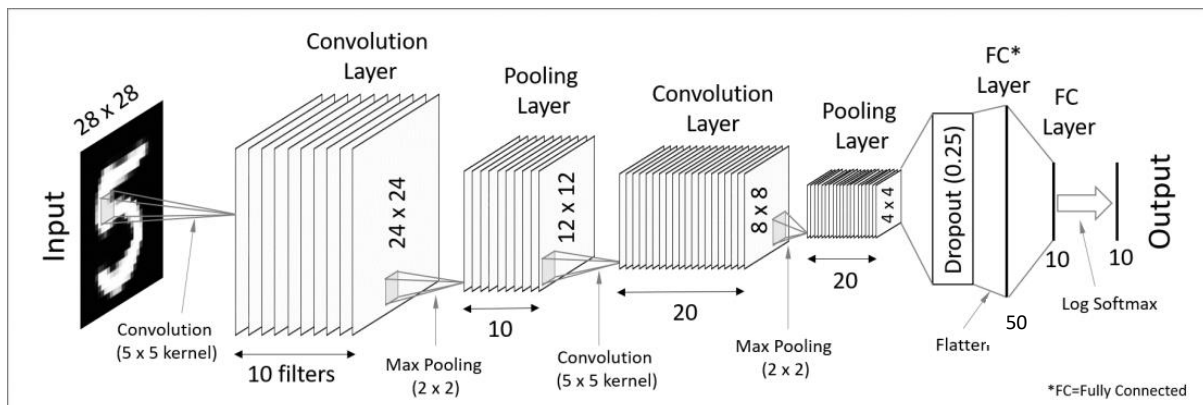 Input
28 x 28
Convolution
(5 x 5 kernel)
Convolution
Layer
24 x 24
10 filters
Max Pooling
(2 x 2)
Pooling
Layer
12 x 12
10
Convolution
(5 x 5 kernel)
Convolution
Layer
8 x 8
20
Max Pooling
(2 x 2)
Pooling
Layer
4 x 4
20
Dropout (0.25)
Flatten
FC*
Layer
50
FC
Layer
10
Log Softmax
10
Output
*FC=Fully Connected